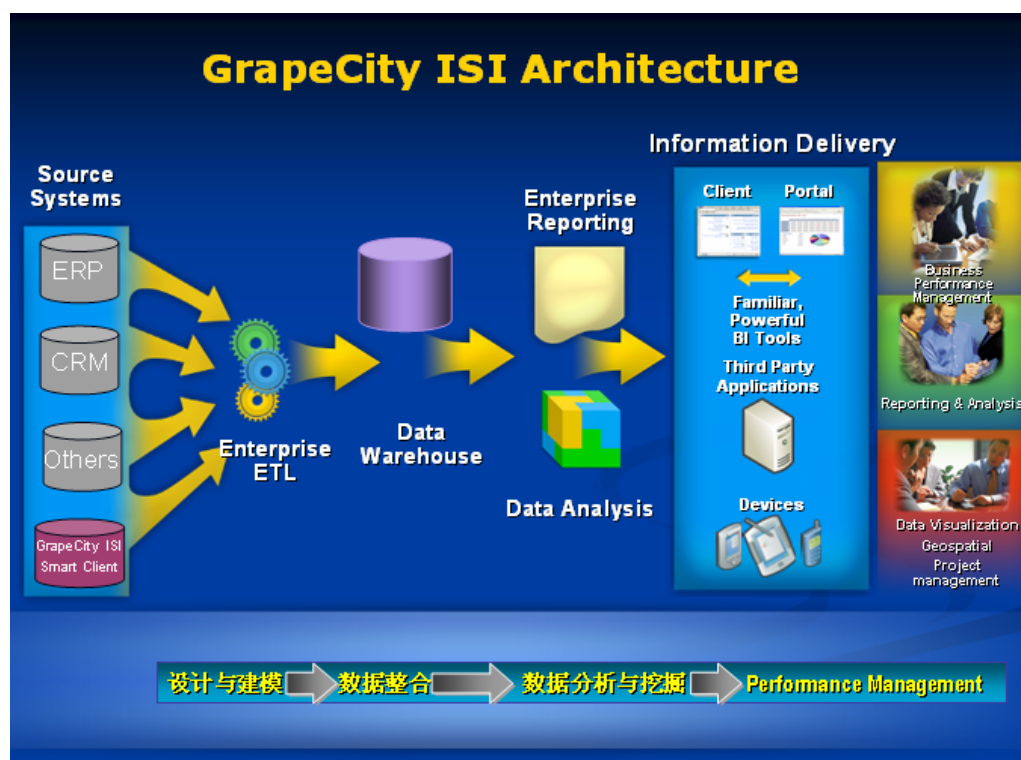 GrapeCity ISI Architecture
Source
Systems
ERP
CRM
Others
GrapeCity ISI
Smart Client
Enterprise
ETL
Data
Warehouse
Enterprise
Reporting
Data Analysis
Information Delivery
Client
Portal
Familiar,
Powerful
BI Tools
Third Party
Applications
Devices
Business
Performance
Management
Reporting & Analysis
Data Visualization
Geospatial
Project
management
设计与建模
数据整合
数据分析与挖掘
Performance Management